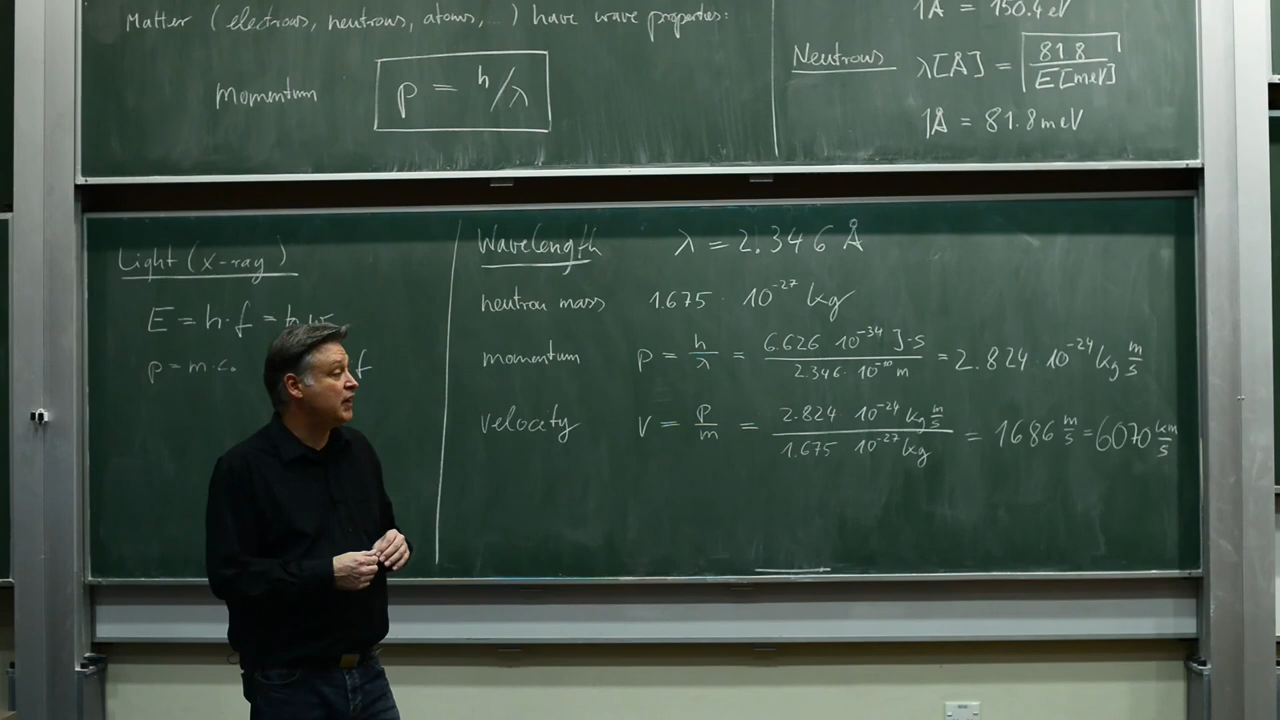 Matter (electrons, neutrons, atoms,...) have wave properties:
Momentum p = h/λ
1Å = 150.4 eV
Neutrons λ[Å] = √81.8/E[meV]
1Å = 81.8 meV
Light (x-ray)
E = h·f = ħω
p = m·c₀ f
Wavelength λ = 2.346 Å
neutron mass 1.675 · 10⁻²⁷ kg
momentum p = h/λ = 6.626 10⁻³⁴ J·s / 2.346 · 10⁻¹⁰ m = 2.824 · 10⁻²⁴ kg m/s
velocity v = p/m = 2.824 10⁻²⁴ kg m/s / 1.675 10⁻²⁷ kg = 1686 m/s = 6070 km/s